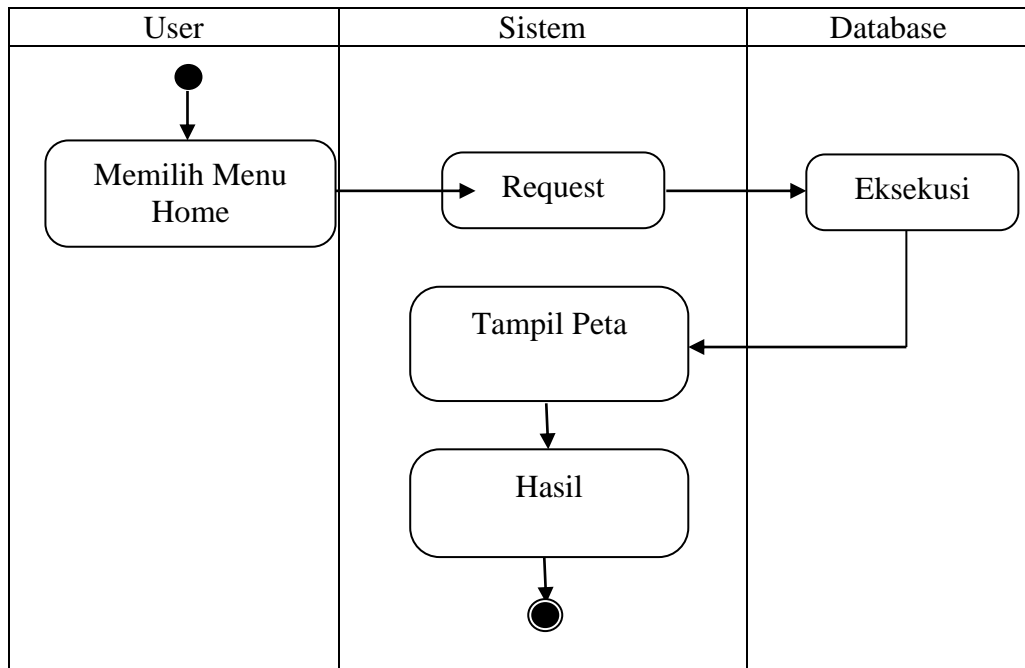 User
Sistem
Database
Memilih Menu
Home
Request
Eksekusi
Tampil Peta
Hasil